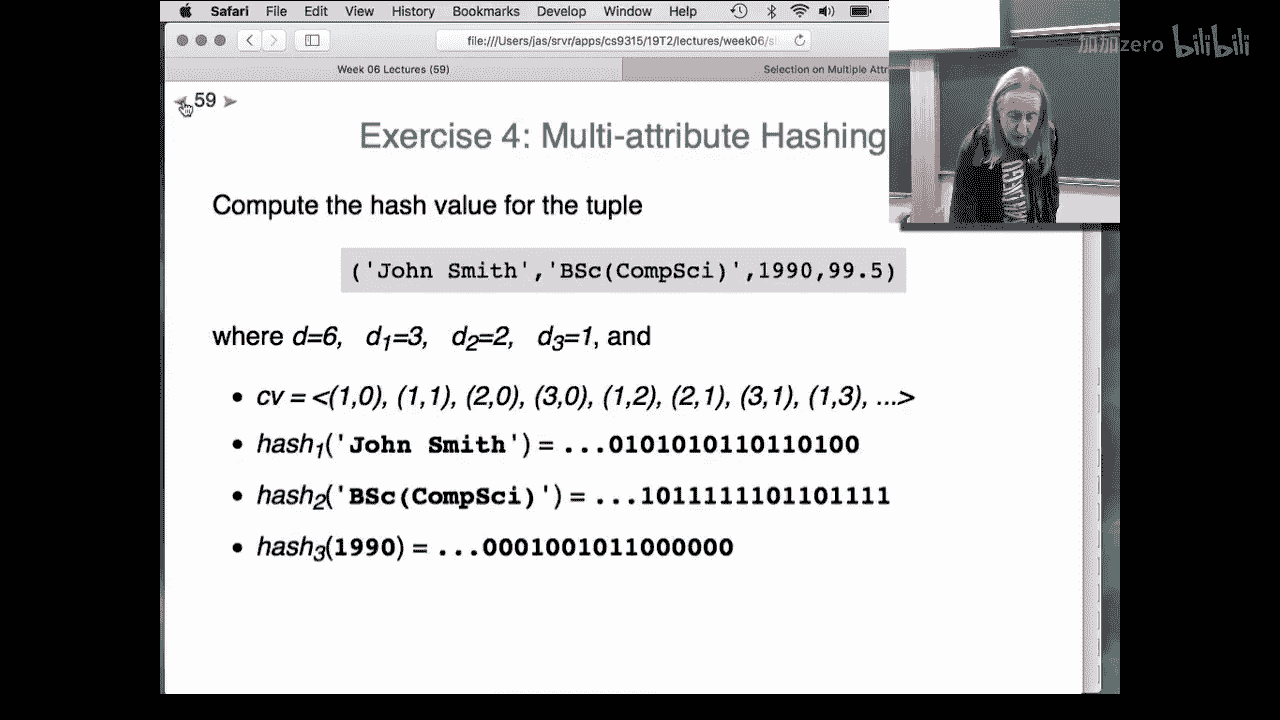 Safari File Edit View History Bookmarks Develop Window Help
file:///Users/jas/srvr/apps/cs9315/19T2/lectures/week06/sl
Week 06 Lectures (59)
Selection on Multiple Attr
加加zero bilibili
59
Exercise 4: Multi-attribute Hashing
Compute the hash value for the tuple
('John Smith','BSc(CompSci)',1990,99.5)
where d=6, d1=3, d2=2, d3=1, and
• cv = <(1,0), (1,1), (2,0), (3,0), (1,2), (2,1), (3,1), (1,3), ...>
• hash1('John Smith') = ...0101010110110100
• hash2('BSc(CompSci)') = ...1011111101101111
• hash3(1990) = ...0001001011000000